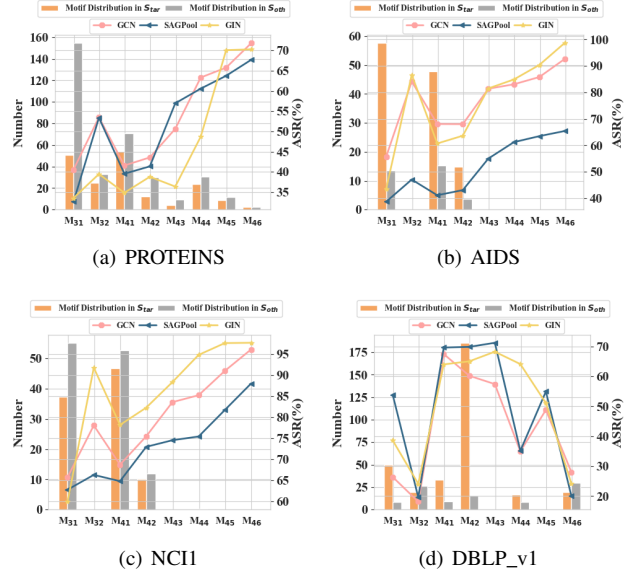 Motif Distribution in S_tar Motif Distribution in S_oth
GCN SAGPool GIN
Number
160
140
120
100
80
60
40
20
0
M31 M32 M41 M42 M43 M44 M45 M46
70
65
60
55
50
45
40
35
ASR(%)
(a) PROTEINS
Motif Distribution in S_tar Motif Distribution in S_oth
GCN SAGPool GIN
Number
60
50
40
30
20
10
0
M31 M32 M41 M42 M43 M44 M45 M46
100
90
80
70
60
50
40
ASR(%)
(b) AIDS
Motif Distribution in S_tar Motif Distribution in S_oth
GCN SAGPool GIN
Number
50
40
30
20
10
0
M31 M32 M41 M42 M43 M44 M45 M46
95
90
85
80
75
70
65
60
ASR(%)
(c) NCI1
Motif Distribution in S_tar Motif Distribution in S_oth
GCN SAGPool GIN
Number
175
150
125
100
75
50
25
0
M31 M32 M41 M42 M43 M44 M45 M46
70
60
50
40
30
20
ASR(%)
(d) DBLP_v1